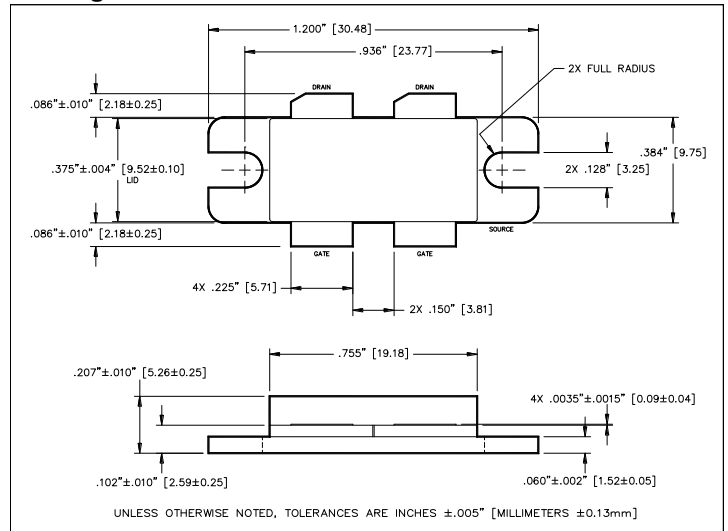 1.200" [30.48]
.936" [23.77]
2X FULL RADIUS
DRAIN
DRAIN
.086"±.010" [2.18±0.25]
.384" [9.75]
.375"±.004" [9.52±0.10]
LID
2X .128" [3.25]
.086"±.010" [2.18±0.25]
SOURCE
GATE
GATE
4X .225" [5.71]
2X .150" [3.81]
.755" [19.18]
.207"±.010" [5.26±0.25]
4X .0035"±.0015" [0.09±0.04]
.102"±.010" [2.59±0.25]
.060"±.002" [1.52±0.05]
UNLESS OTHERWISE NOTED, TOLERANCES ARE INCHES ±.005" [MILLIMETERS ±0.13mm]